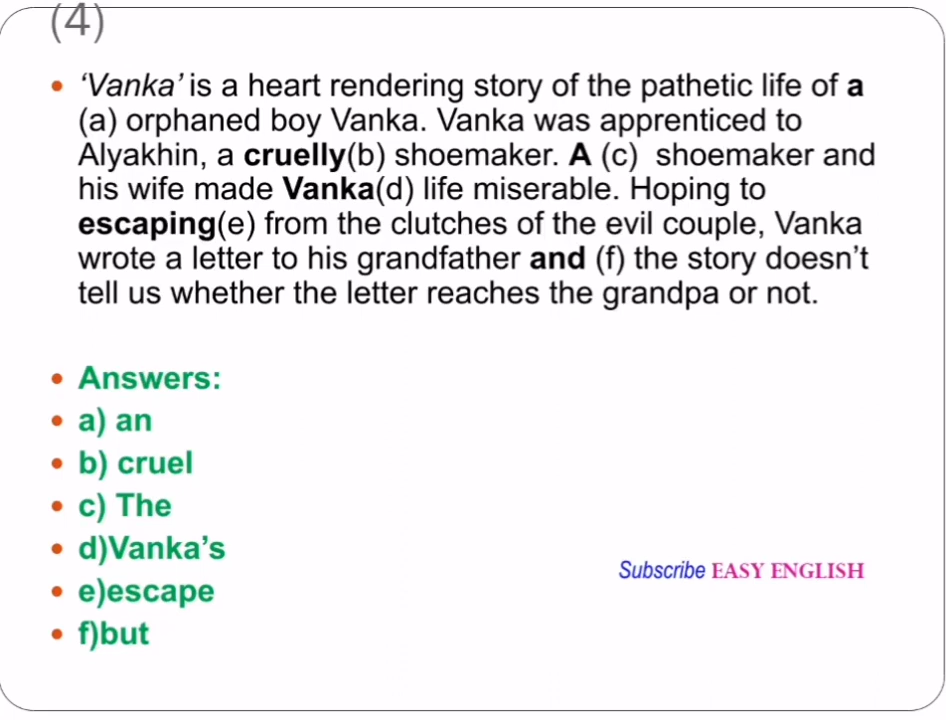 (4)
• ‘Vanka’ is a heart rendering story of the pathetic life of a
(a) orphaned boy Vanka. Vanka was apprenticed to
Alyakhin, a cruelly(b) shoemaker. A (c) shoemaker and
his wife made Vanka(d) life miserable. Hoping to
escaping(e) from the clutches of the evil couple, Vanka
wrote a letter to his grandfather and (f) the story doesn’t
tell us whether the letter reaches the grandpa or not.
• Answers:
• a) an
• b) cruel
• c) The
• d)Vanka’s
• e)escape
• f)but
Subscribe EASY ENGLISH